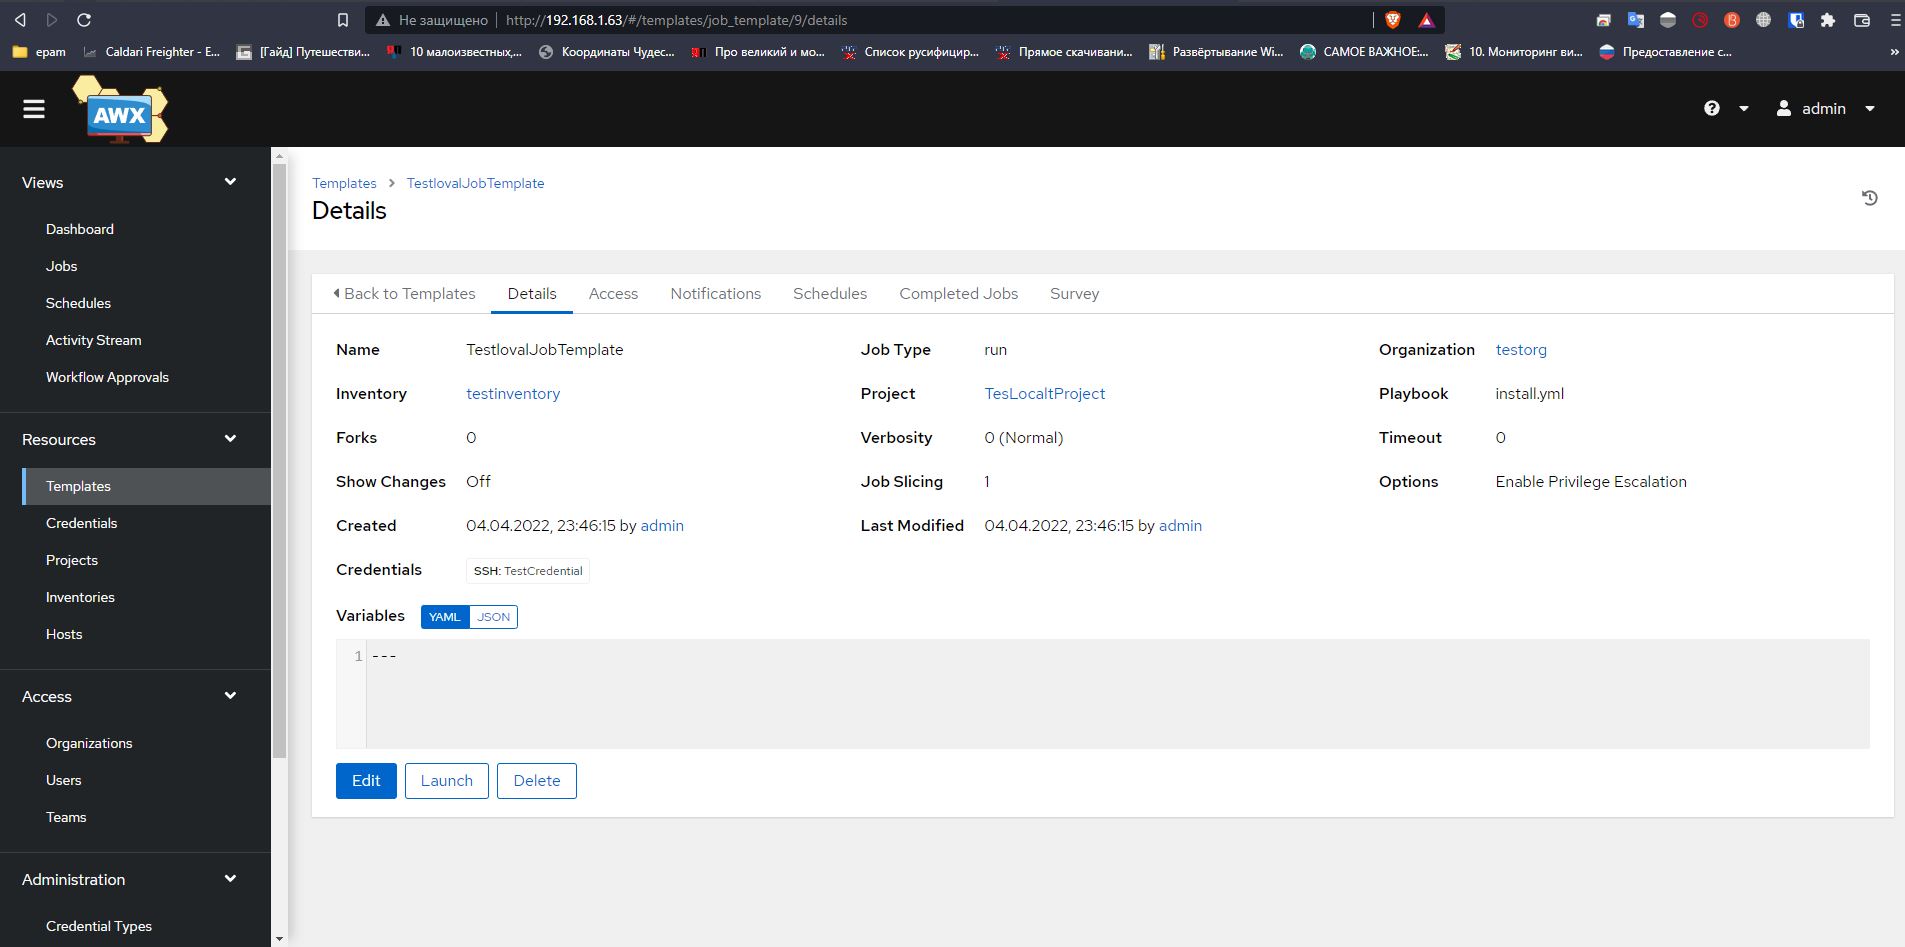 Не защищено http://192.168.1.63/#/templates/job_template/9/details
epam Caldari Freighter - E... [Гайд] Путешестви... 10 малоизвестных,... Координаты Чудес... Про великий и мо... Список русифицир... Прямое скачивани... Развёртывание Wi... САМОЕ ВАЖНОЕ:... 10. Мониторинг ви... Предоставление с... »
AWX
admin
Views
Dashboard
Jobs
Schedules
Activity Stream
Workflow Approvals
Resources
Templates
Credentials
Projects
Inventories
Hosts
Access
Organizations
Users
Teams
Administration
Credential Types
Templates > TestlovalJobTemplate
Details
Back to Templates Details Access Notifications Schedules Completed Jobs Survey
Name TestlovalJobTemplate Job Type run Organization testorg
Inventory testinventory Project TesLocaltProject Playbook install.yml
Forks 0 Verbosity 0 (Normal) Timeout 0
Show Changes Off Job Slicing 1 Options Enable Privilege Escalation
Created 04.04.2022, 23:46:15 by admin Last Modified 04.04.2022, 23:46:15 by admin
Credentials SSH: TestCredential
Variables YAML JSON
1 ---
Edit Launch Delete